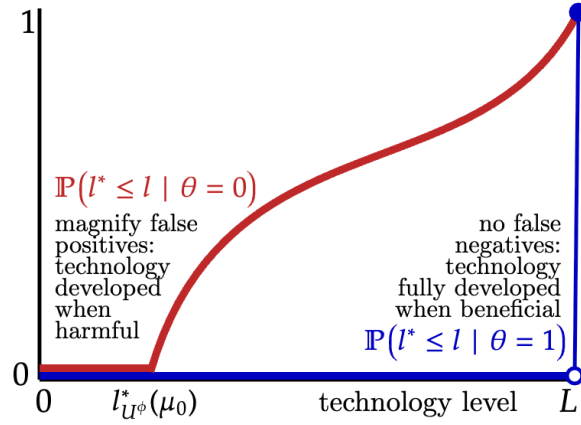 1
ℙ(l* ≤ l | θ = 0)
magnify false
positives:
technology
developed
when
harmful
no false
negatives:
technology
fully developed
when beneficial
ℙ(l* ≤ l | θ = 1)
0
0
l*_{U^ϕ}(μ₀)
technology level
L